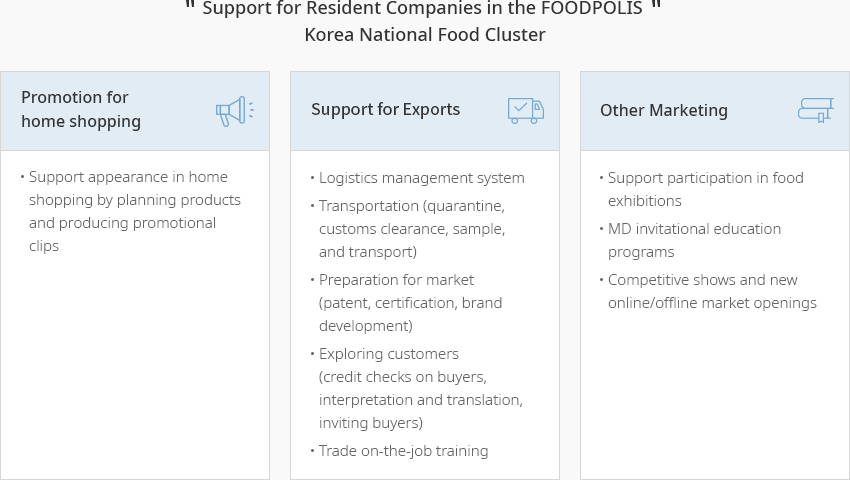 " Support for Resident Companies in the FOODPOLIS "
Korea National Food Cluster
Promotion for
home shopping
• Support appearance in home
shopping by planning products
and producing promotional
clips
Support for Exports
• Logistics management system
• Transportation (quarantine,
customs clearance, sample,
and transport)
• Preparation for market
(patent, certification, brand
development)
• Exploring customers
(credit checks on buyers,
interpretation and translation,
inviting buyers)
• Trade on-the-job training
Other Marketing
• Support participation in food
exhibitions
• MD invitational education
programs
• Competitive shows and new
online/offline market openings